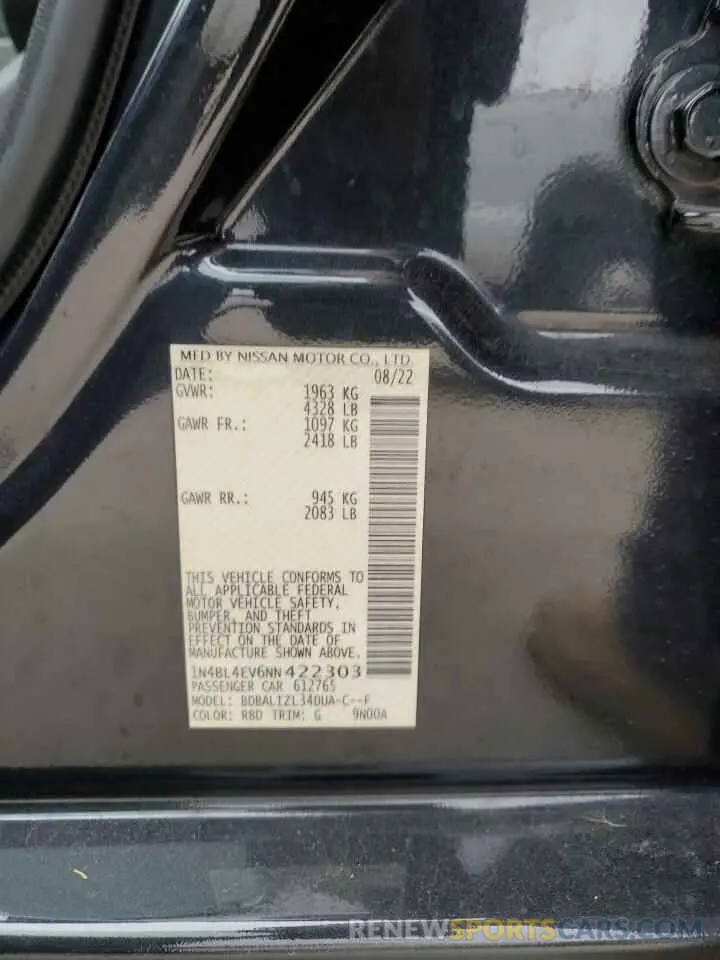 MFD BY NISSAN MOTOR CO., LTD.
DATE: 08/22
GVWR: 1963 KG
4328 LB
GAWR FR.: 1097 KG
2418 LB
GAWR RR.: 945 KG
2083 LB
THIS VEHICLE CONFORMS TO
ALL APPLICABLE FEDERAL
MOTOR VEHICLE SAFETY,
BUMPER, AND THEFT
PREVENTION STANDARDS IN
EFFECT ON THE DATE OF
MANUFACTURE SHOWN ABOVE.
1N4BL4EV6NN422303
PASSENGER CAR 612765
MODEL: BDBALIZL34DUA-C--F
COLOR: RBD TRIM: G 9N00A
RENEWSPORTSCARS.COM